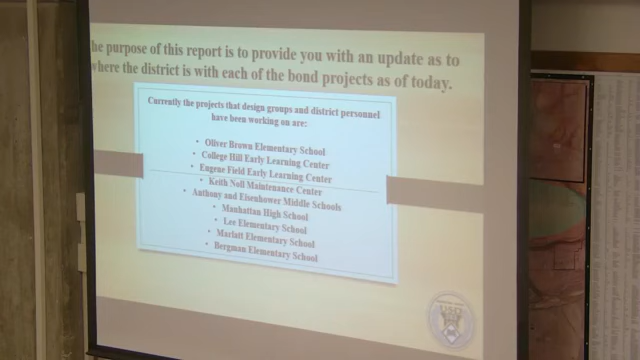 he purpose of this report is to provide you with an update as to
where the district is with each of the bond projects as of today.
Currently the projects that design groups and district personnel
have been working on are:
• Oliver Brown Elementary School
• College Hill Early Learning Center
• Eugene Field Early Learning Center
• Keith Noll Maintenance Center
• Anthony and Eisenhower Middle Schools
• Manhattan High School
• Lee Elementary School
• Marlatt Elementary School
• Bergman Elementary School